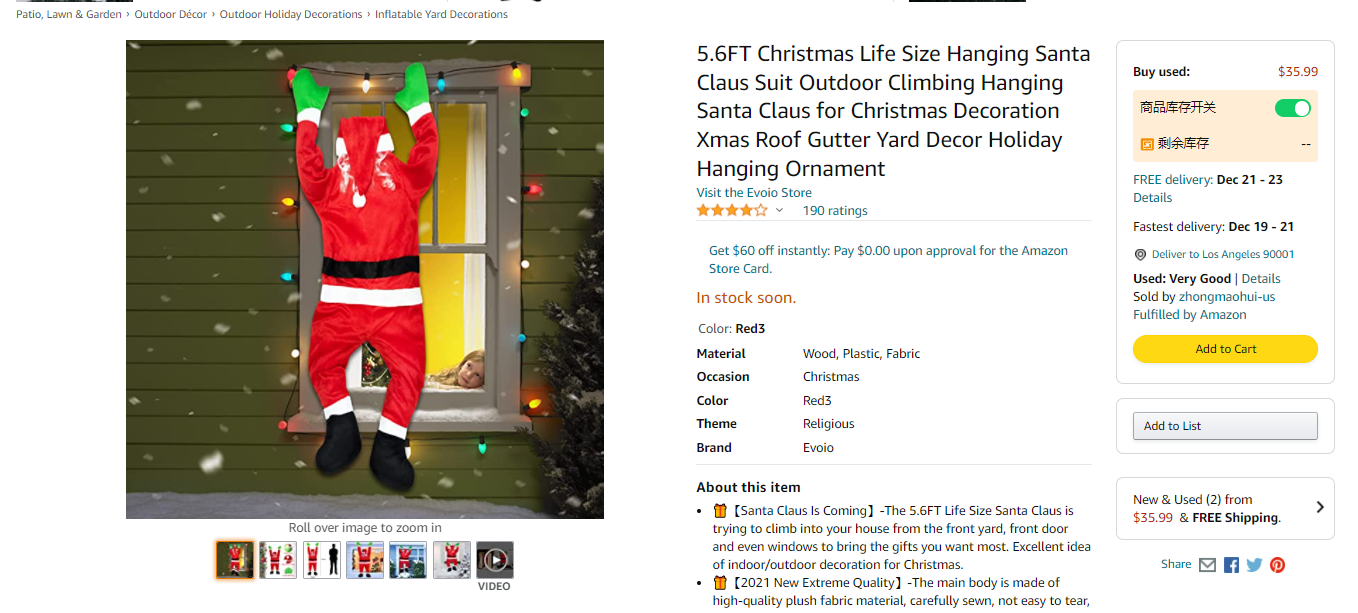 Patio, Lawn & Garden › Outdoor Décor › Outdoor Holiday Decorations › Inflatable Yard Decorations
Roll over image to zoom in
VIDEO
5.6FT Christmas Life Size Hanging Santa
Claus Suit Outdoor Climbing Hanging
Santa Claus for Christmas Decoration
Xmas Roof Gutter Yard Decor Holiday
Hanging Ornament
Visit the Evoio Store
190 ratings
Get $60 off instantly: Pay $0.00 upon approval for the Amazon
Store Card.
In stock soon.
Color: Red3
Material Wood, Plastic, Fabric
Occasion Christmas
Color Red3
Theme Religious
Brand Evoio
About this item
• 🎁【Santa Claus Is Coming】-The 5.6FT Life Size Santa Claus is
trying to climb into your house from the front yard, front door
and even windows to bring the gifts you want most. Excellent idea
of indoor/outdoor decoration for Christmas.
• 🎁【2021 New Extreme Quality】-The main body is made of
high-quality plush fabric material, carefully sewn, not easy to tear,
Buy used: $35.99
商品库存开关
剩余库存 --
FREE delivery: Dec 21 - 23
Details
Fastest delivery: Dec 19 - 21
Deliver to Los Angeles 90001
Used: Very Good | Details
Sold by zhongmaohui-us
Fulfilled by Amazon
Add to Cart
Add to List
New & Used (2) from
$35.99 & FREE Shipping.
Share